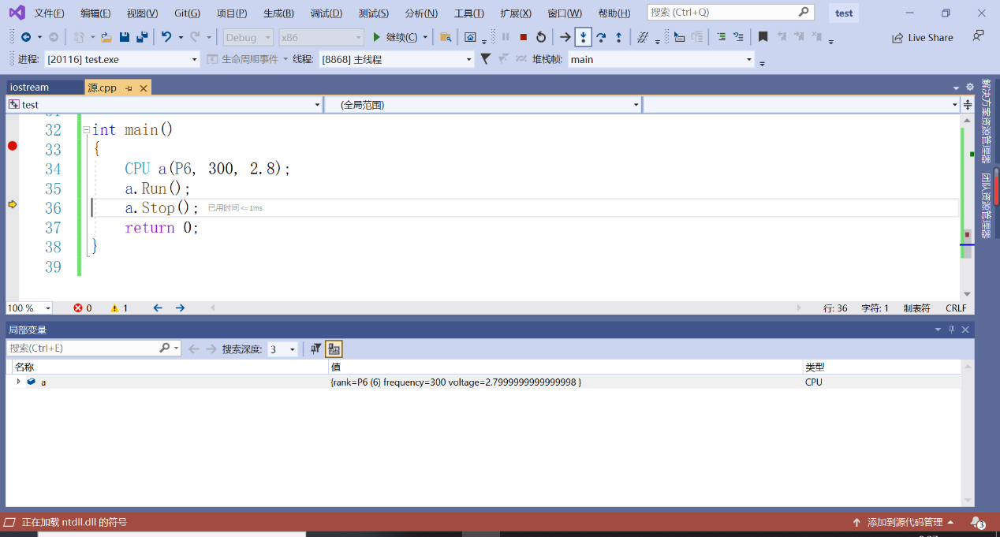 文件(F) 编辑(E) 视图(V) Git(G) 项目(P) 生成(B) 调试(D) 测试(S) 分析(N) 工具(T) 扩展(X) 窗口(W) 帮助(H) 搜索 (Ctrl+Q) test
Debug x86 继续(C) Live Share
进程: [20116] test.exe 生命周期事件 线程: [8868] 主线程 堆栈帧: main
iostream 源.cpp
test (全局范围)
32 int main()
33 {
34 CPU a(P6, 300, 2.8);
35 a.Run();
36 a.Stop(); 已用时间 <= 1ms
37 return 0;
38 }
39
100 % 0 1 行: 36 字符: 1 制表符 CRLF
解决方案资源管理器
团队资源管理器
局部变量
搜索(Ctrl+E) 搜索深度: 3
名称 值 类型
a {rank=P6 (6) frequency=300 voltage=2.7999999999999998 } CPU
正在加载 ntdll.dll 的符号 添加到源代码管理 3